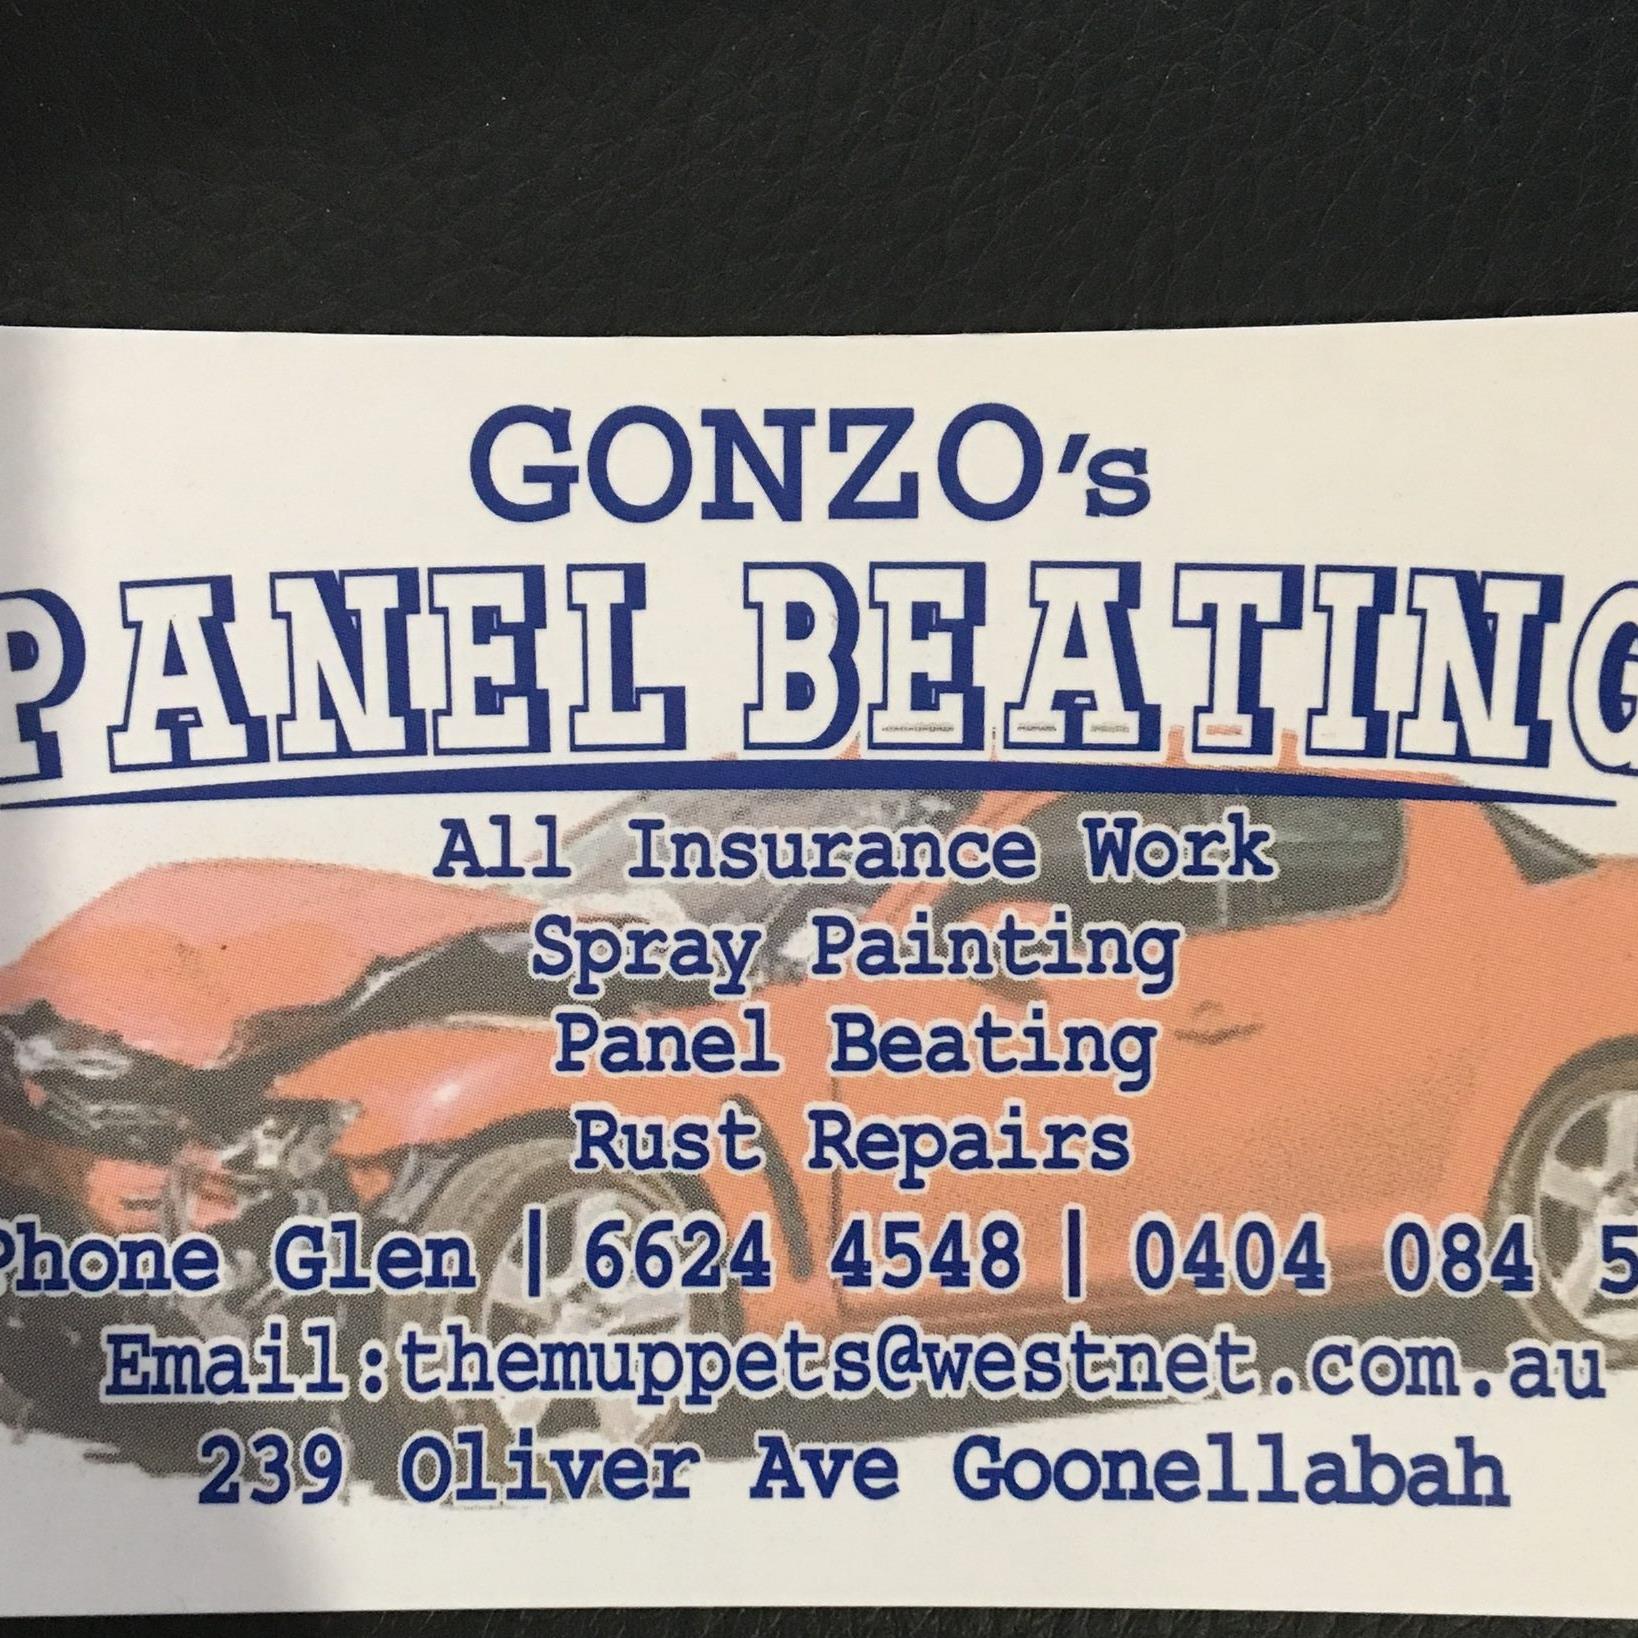 GONZO's
PANEL BEATING
All Insurance Work
Spray Painting
Panel Beating
Rust Repairs
Phone Glen | 6624 4548 | 0404 084 5
Email:themuppets@westnet.com.au
239 Oliver Ave Goonellabah